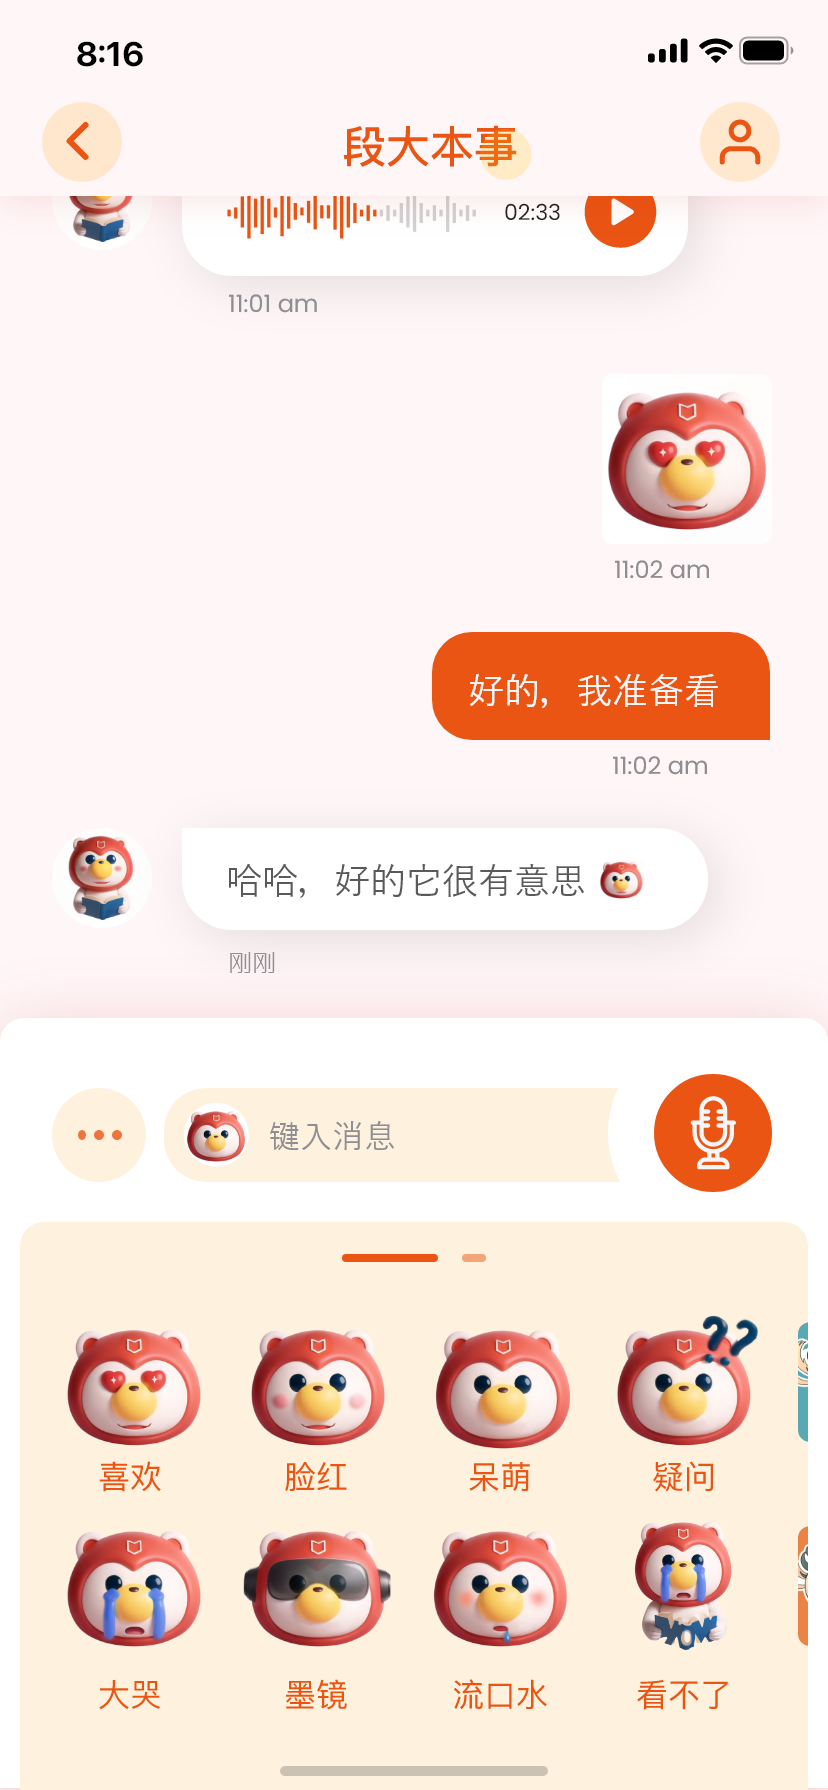 8:16
段大本事
02:33
11:01 am
11:02 am
好的，我准备看
11:02 am
哈哈，好的它很有意思
刚刚
键入消息
喜欢 脸红 呆萌 疑问
??
WOW
大哭 墨镜 流口水 看不了